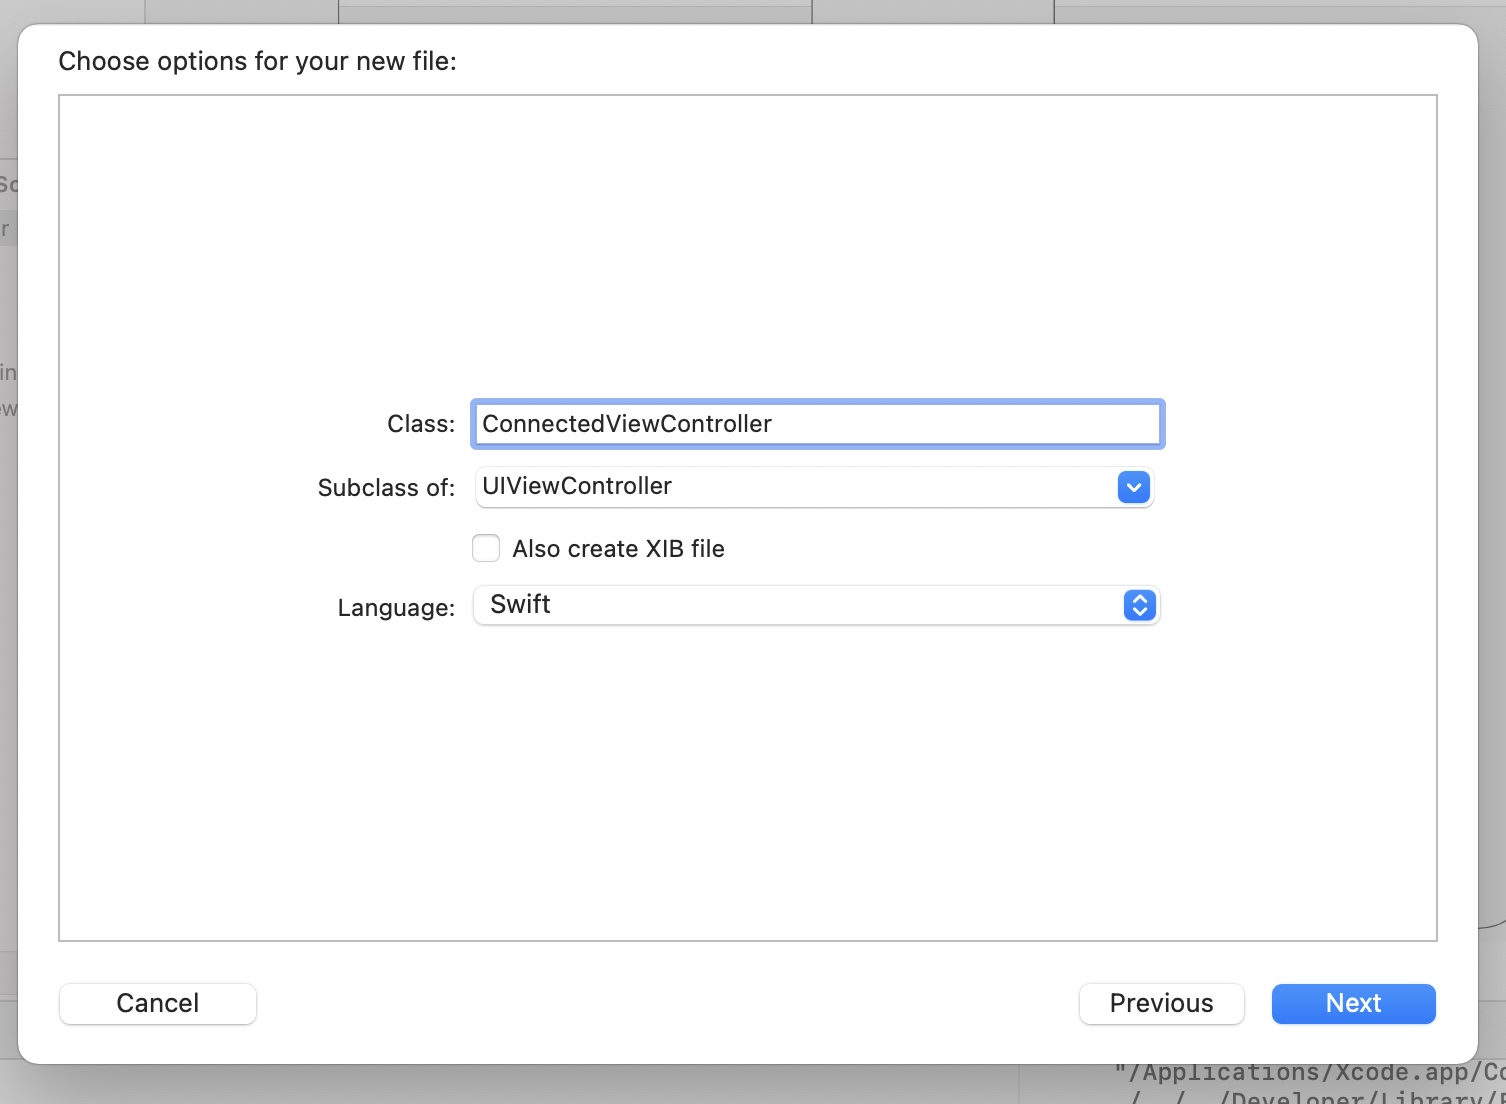 Choose options for your new file:
Class: ConnectedViewController
Subclass of: UIViewController
Also create XIB file
Language: Swift
Cancel Previous Next
"/Applications/Xcode.app/Co
/Developer/Library/